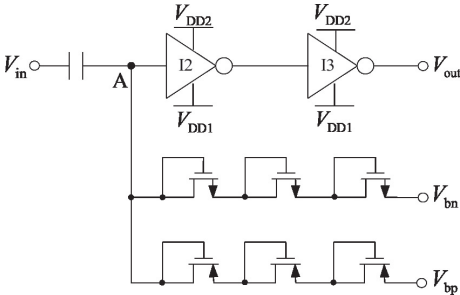 V_DD2 V_DD2
V_in A I2 I3 V_out
V_DD1 V_DD1
V_bn
V_bp